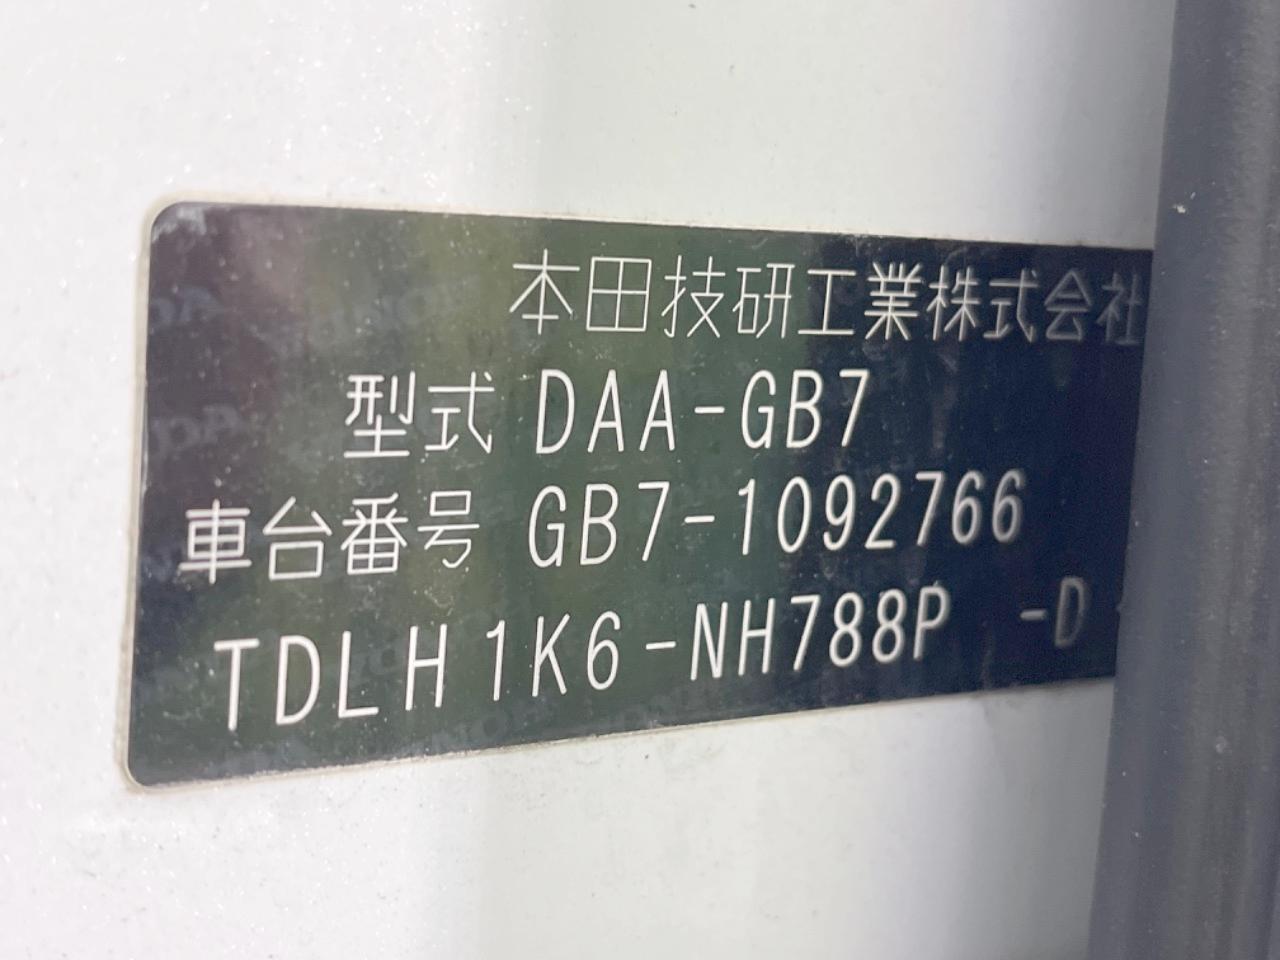 本田技研工業株式会社
型式 DAA-GB7
車台番号 GB7-1092766
TDLH1K6-NH788P -D